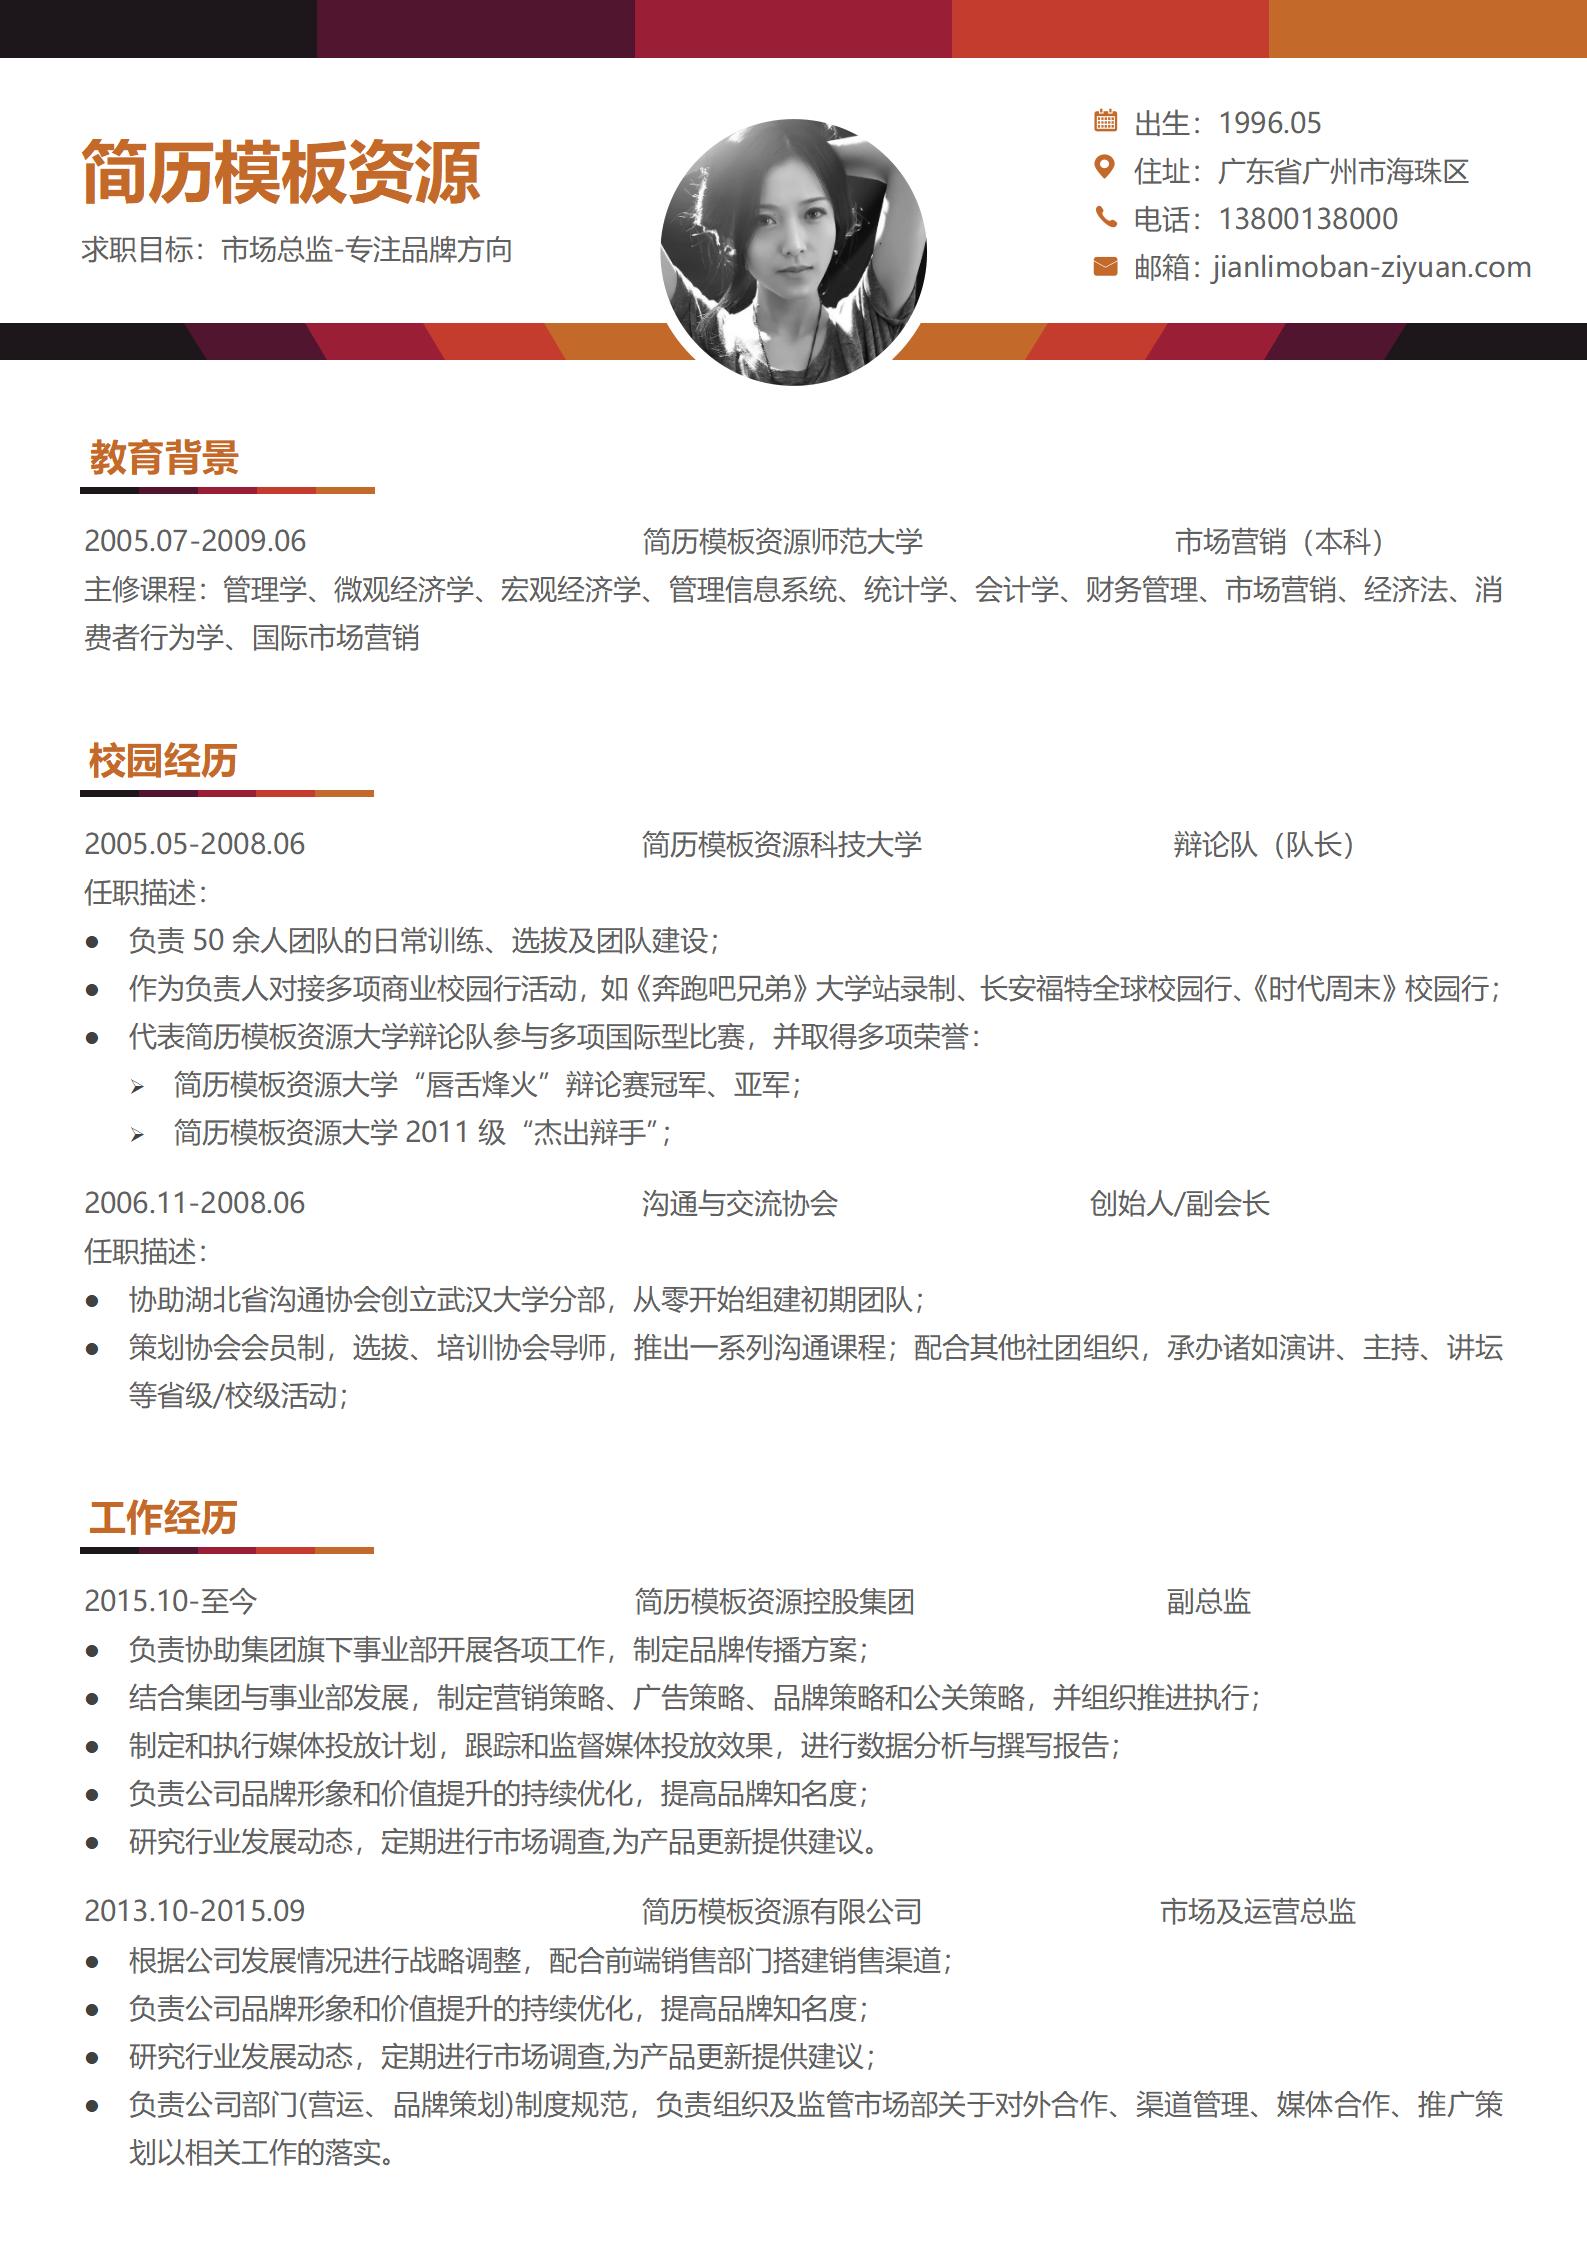 简历模板资源
求职目标：市场总监-专注品牌方向
出生：1996.05
住址：广东省广州市海珠区
电话：13800138000
邮箱：jianlimoban-ziyuan.com
教育背景
2005.07-2009.06 简历模板资源师范大学 市场营销（本科）
主修课程：管理学、微观经济学、宏观经济学、管理信息系统、统计学、会计学、财务管理、市场营销、经济法、消
费者行为学、国际市场营销
校园经历
2005.05-2008.06 简历模板资源科技大学 辩论队（队长）
任职描述：
● 负责 50 余人团队的日常训练、选拔及团队建设；
● 作为负责人对接多项商业校园行活动，如《奔跑吧兄弟》大学站录制、长安福特全球校园行、《时代周末》校园行；
● 代表简历模板资源大学辩论队参与多项国际型比赛，并取得多项荣誉：
➢ 简历模板资源大学“唇舌烽火”辩论赛冠军、亚军；
➢ 简历模板资源大学 2011 级“杰出辩手”；
2006.11-2008.06 沟通与交流协会 创始人/副会长
任职描述：
● 协助湖北省沟通协会创立武汉大学分部，从零开始组建初期团队；
● 策划协会会员制，选拔、培训协会导师，推出一系列沟通课程；配合其他社团组织，承办诸如演讲、主持、讲坛
等省级/校级活动；
工作经历
2015.10-至今 简历模板资源控股集团 副总监
● 负责协助集团旗下事业部开展各项工作，制定品牌传播方案；
● 结合集团与事业部发展，制定营销策略、广告策略、品牌策略和公关策略，并组织推进执行；
● 制定和执行媒体投放计划，跟踪和监督媒体投放效果，进行数据分析与撰写报告；
● 负责公司品牌形象和价值提升的持续优化，提高品牌知名度；
● 研究行业发展动态，定期进行市场调查,为产品更新提供建议。
2013.10-2015.09 简历模板资源有限公司 市场及运营总监
● 根据公司发展情况进行战略调整，配合前端销售部门搭建销售渠道；
● 负责公司品牌形象和价值提升的持续优化，提高品牌知名度；
● 研究行业发展动态，定期进行市场调查,为产品更新提供建议；
● 负责公司部门(营运、品牌策划)制度规范，负责组织及监管市场部关于对外合作、渠道管理、媒体合作、推广策
划以相关工作的落实。